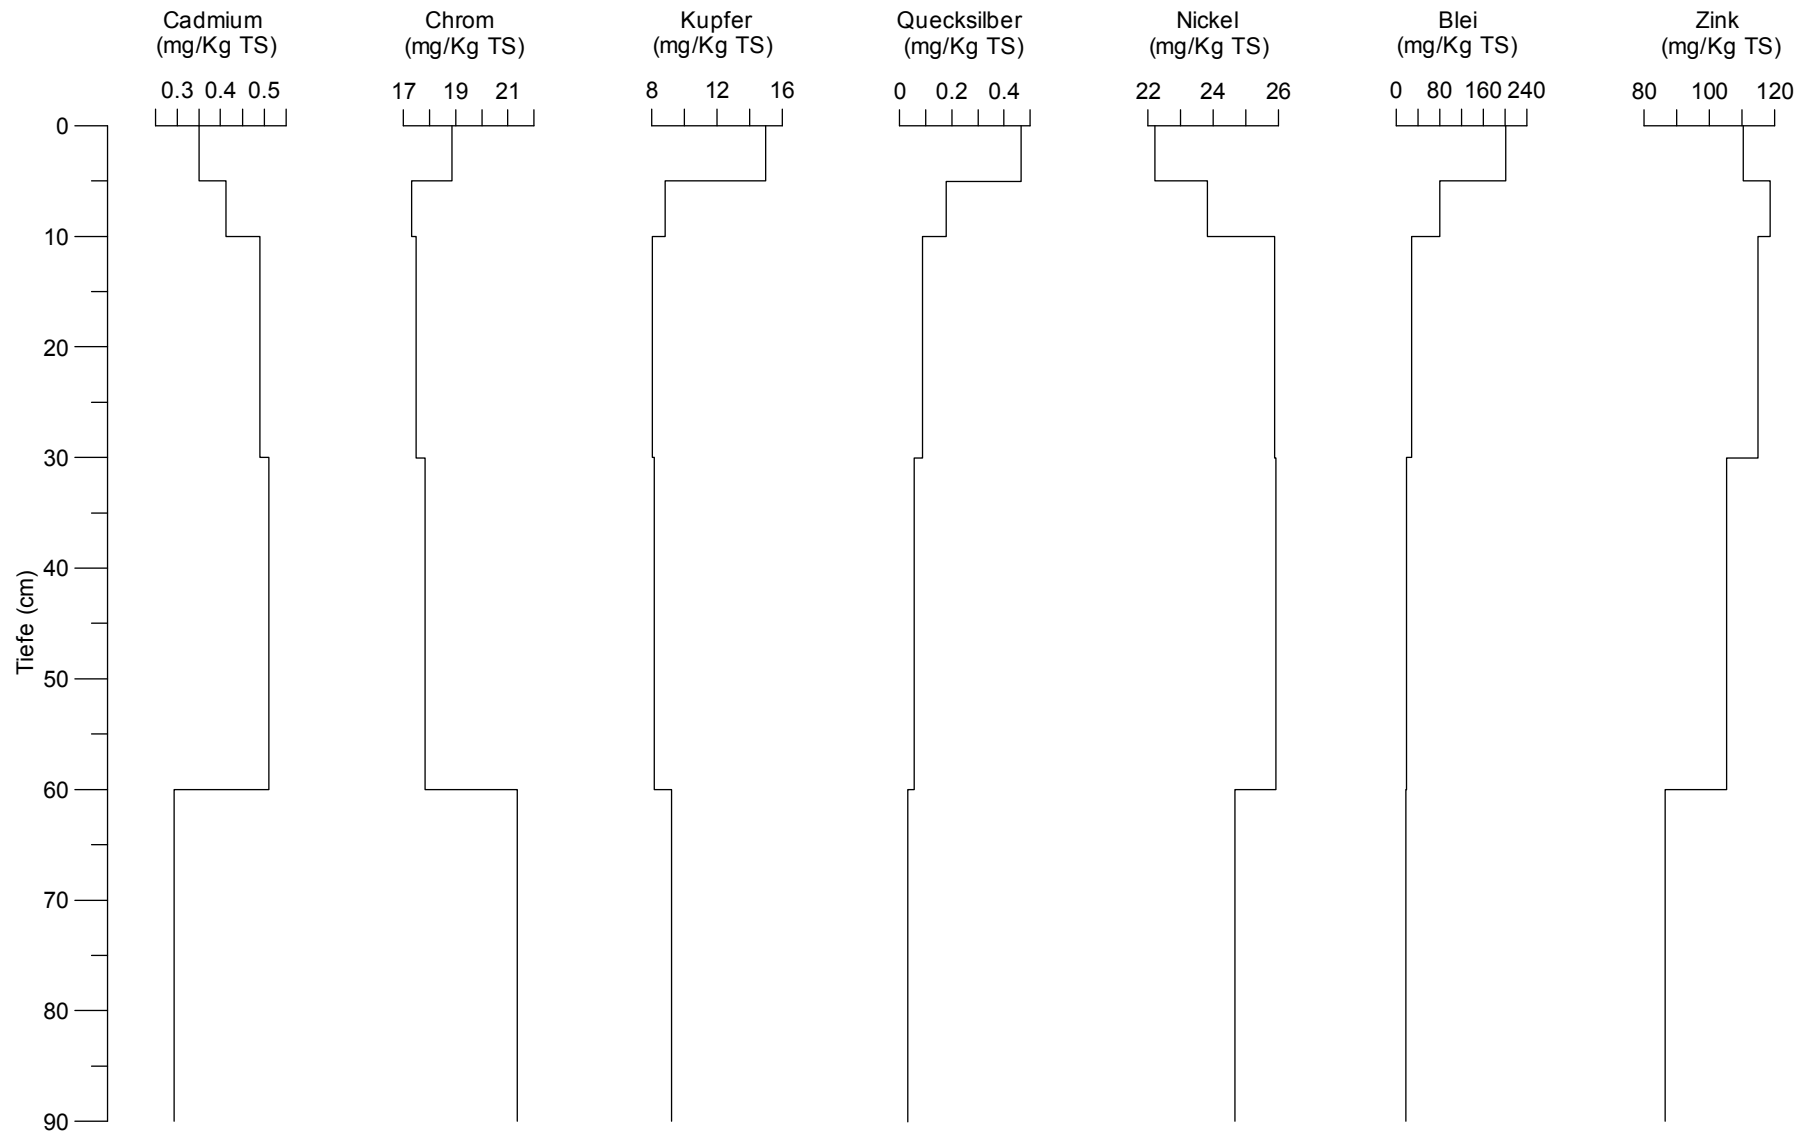 Cadmium
(mg/Kg TS)
Chrom
(mg/Kg TS)
Kupfer
(mg/Kg TS)
Quecksilber
(mg/Kg TS)
Nickel
(mg/Kg TS)
Blei
(mg/Kg TS)
Zink
(mg/Kg TS)
0.3 0.4 0.5
17 19 21
8 12 16
0 0.2 0.4
22 24 26
0 80 160 240
80 100 120
0
10
20
30
40
50
60
70
80
90
Tiefe (cm)